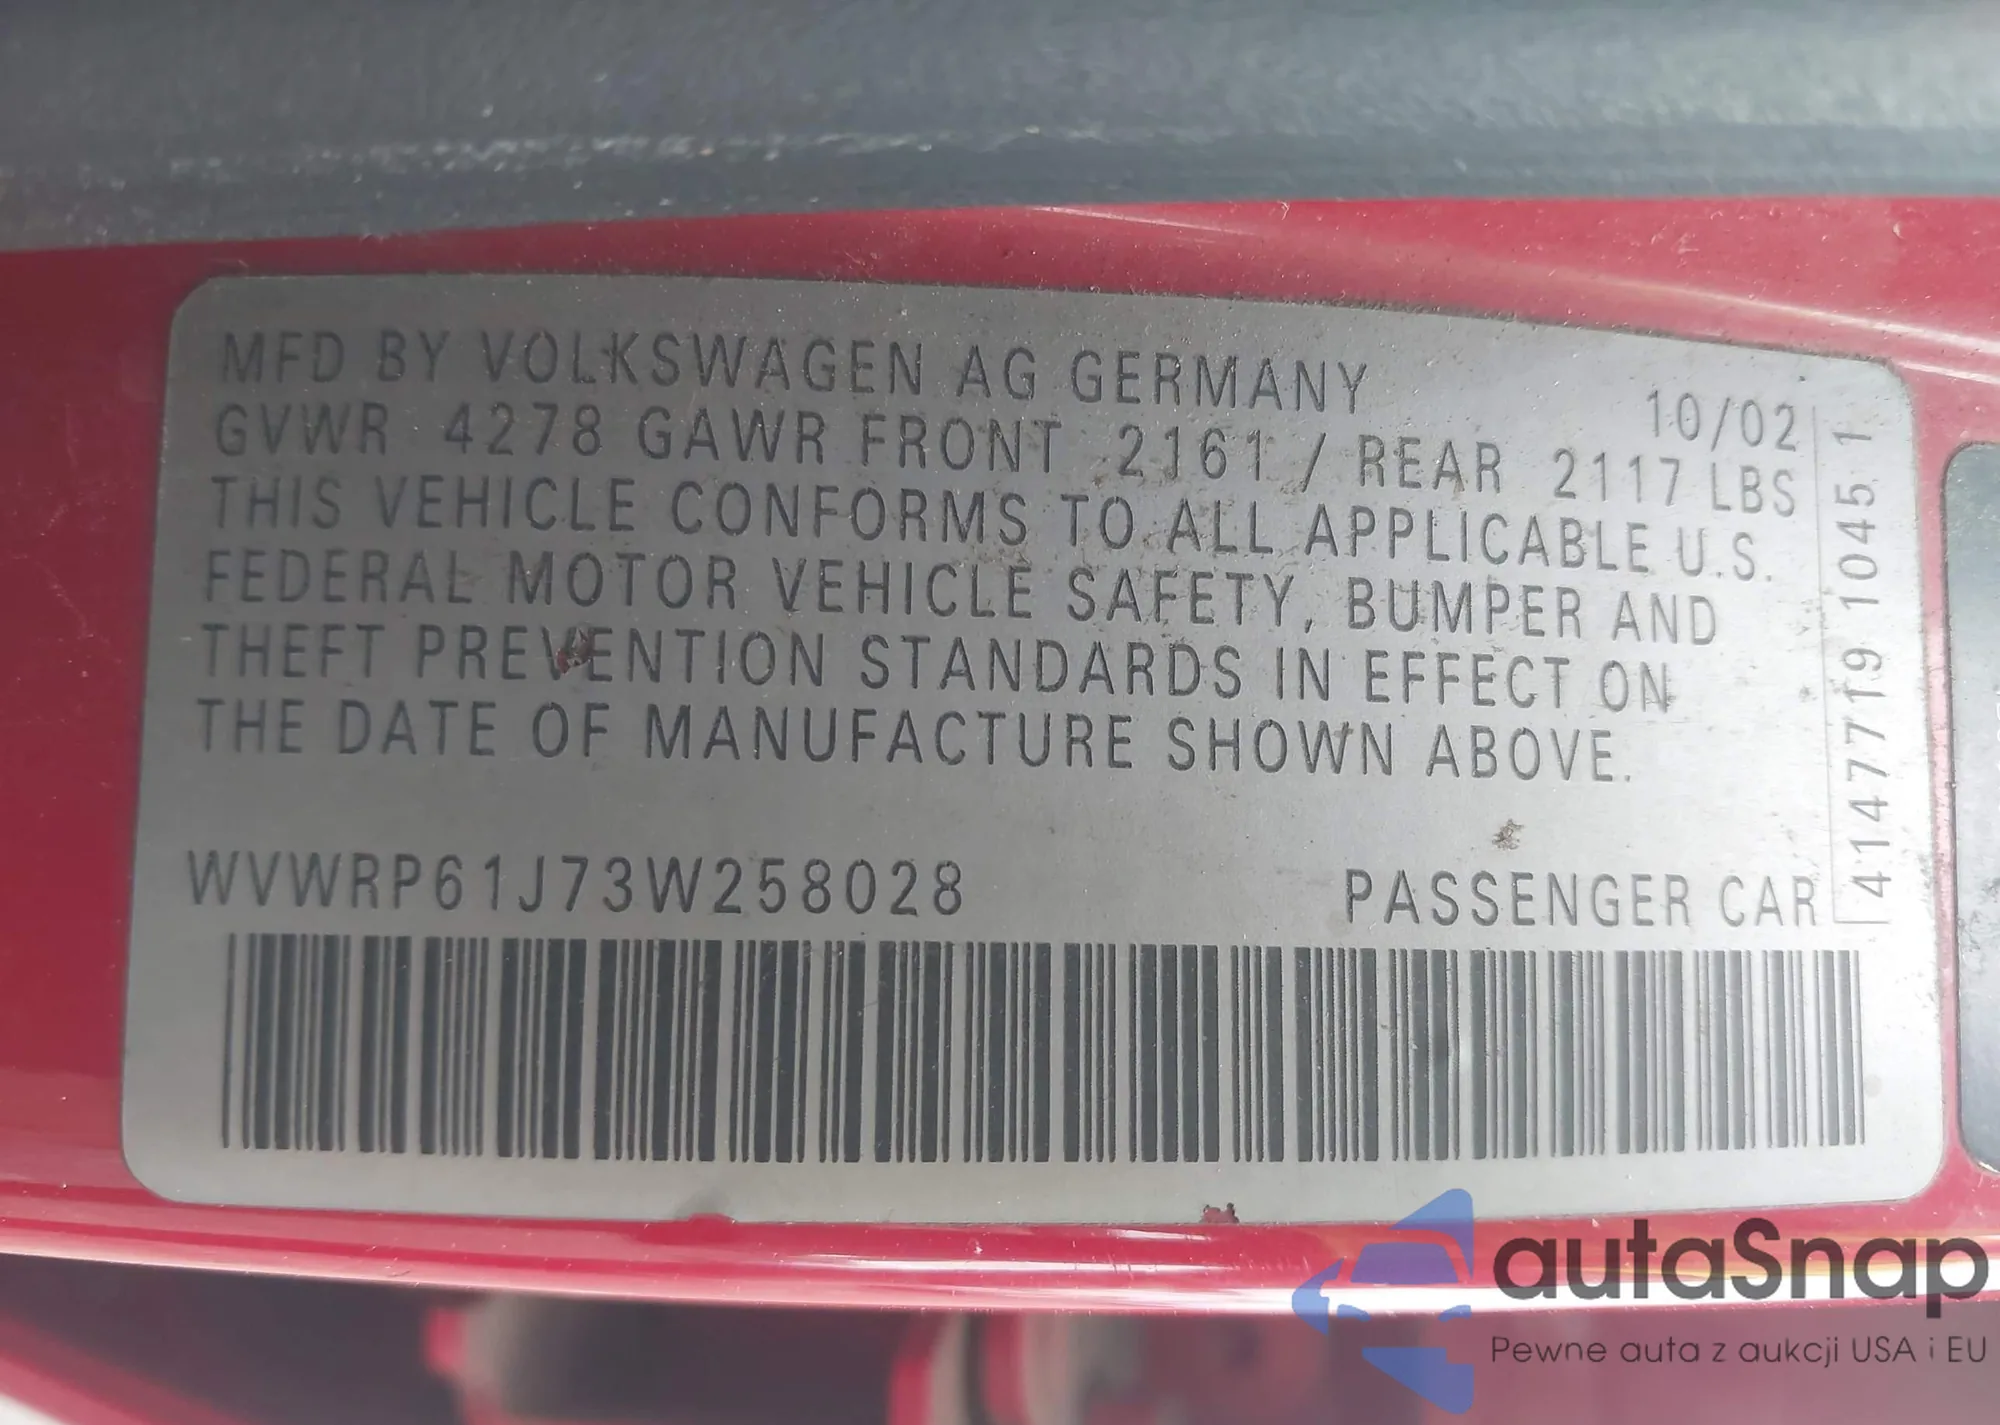 MFD BY VOLKSWAGEN AG GERMANY 10/02
GVWR 4278 GAWR FRONT 2161 / REAR 2117 LBS
THIS VEHICLE CONFORMS TO ALL APPLICABLE U.S.
FEDERAL MOTOR VEHICLE SAFETY, BUMPER AND
THEFT PREVENTION STANDARDS IN EFFECT ON
THE DATE OF MANUFACTURE SHOWN ABOVE.
WVWRP61J73W258028 PASSENGER CAR
4147719 1045 1
autaSnap
Pewne auta z aukcji USA i EU